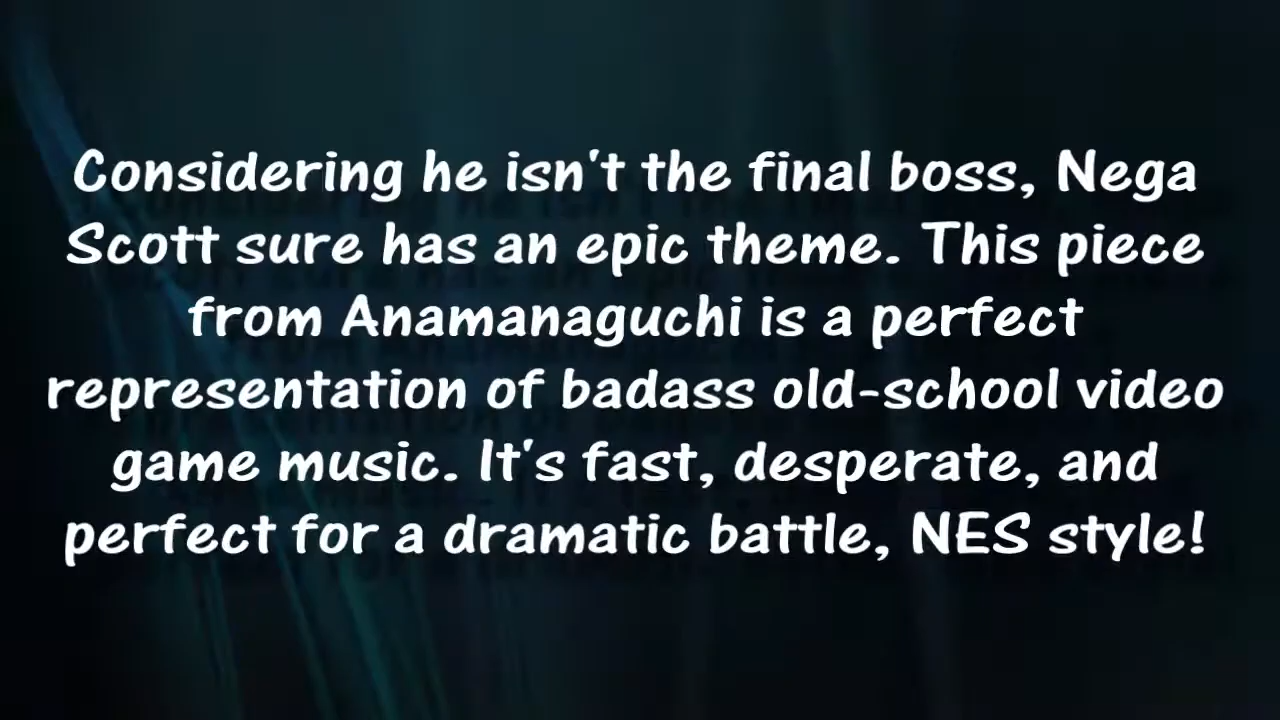 Considering he isn't the final boss, Nega
Scott sure has an epic theme. This piece
from Anamanaguchi is a perfect
representation of badass old-school video
game music. It's fast, desperate, and
perfect for a dramatic battle, NES style!